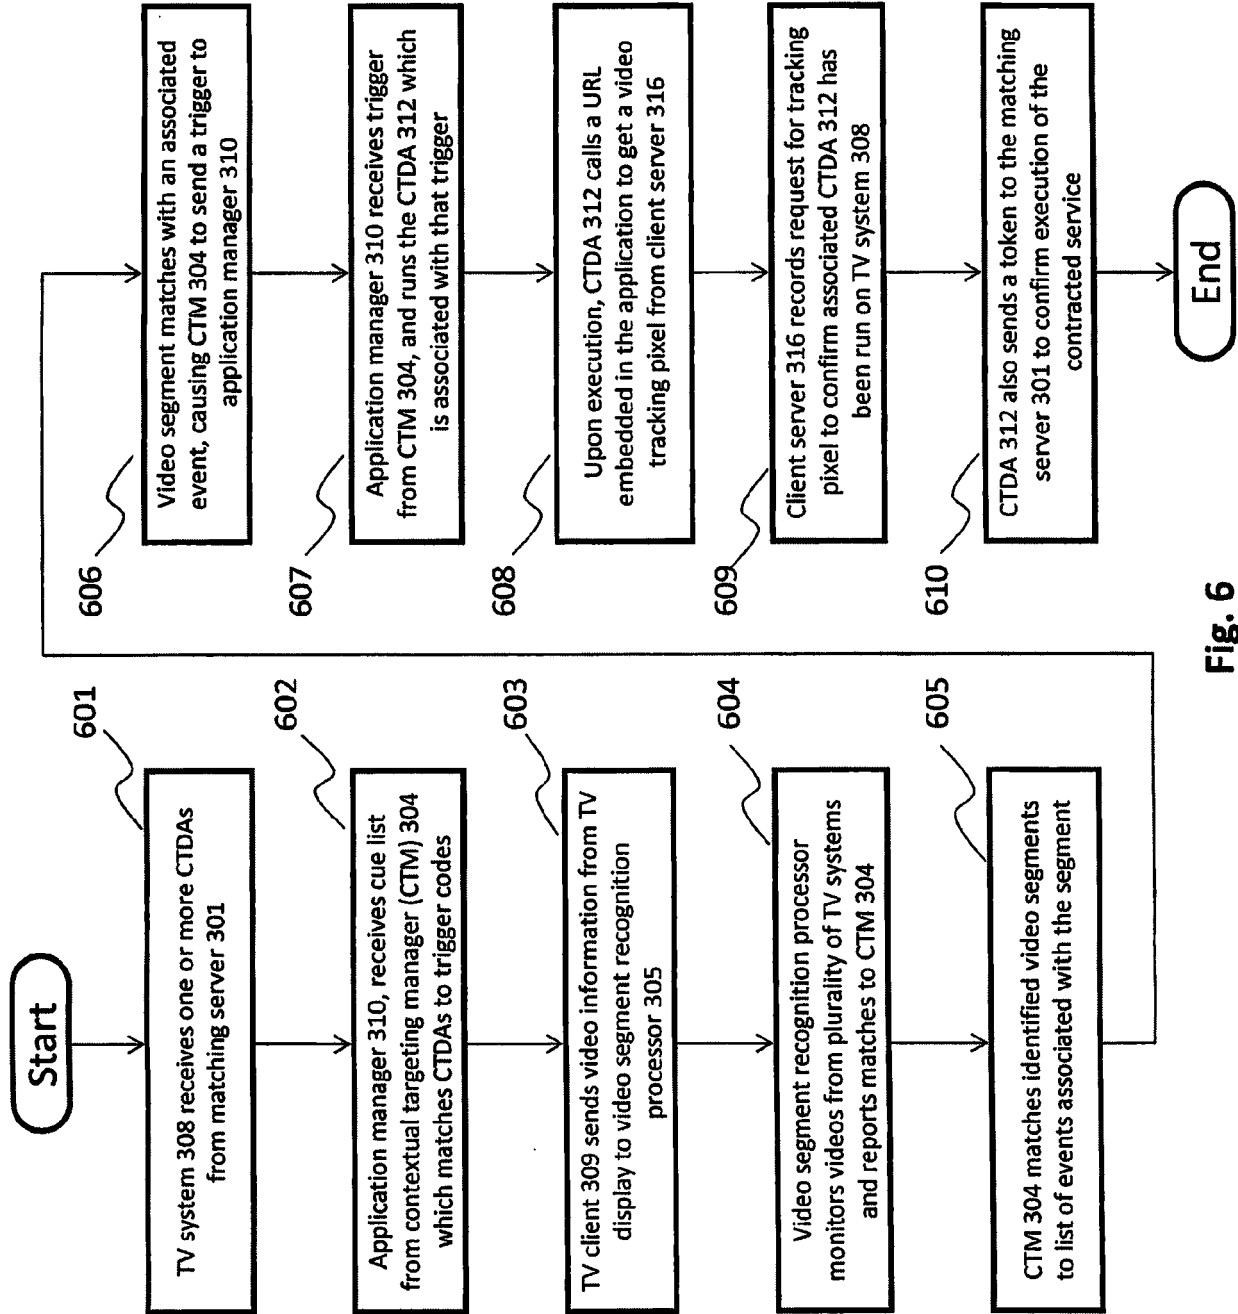 Start
601
TV system 308 receives one or more CTDAs
from matching server 301
602
Application manager 310, receives cue list
from contextual targeting manager (CTM) 304
which matches CTDAs to trigger codes
603
TV client 309 sends video information from TV
display to video segment recognition
processor 305
604
Video segment recognition processor
monitors videos from plurality of TV systems
and reports matches to CTM 304
605
CTM 304 matches identified video segments
to list of events associated with the segment
606
Video segment matches with an associated
event, causing CTM 304 to send a trigger to
application manager 310
607
Application manager 310 receives trigger
from CTM 304, and runs the CTDA 312 which
is associated with that trigger
608
Upon execution, CTDA 312 calls a URL
embedded in the application to get a video
tracking pixel from client server 316
609
Client server 316 records request for tracking
pixel to confirm associated CTDA 312 has
been run on TV system 308
610
CTDA 312 also sends a token to the matching
server 301 to confirm execution of the
contracted service
End
Fig. 6